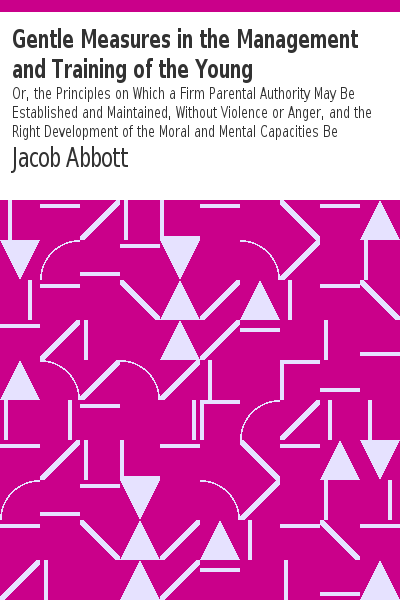 Gentle Measures in the Management
and Training of the Young
Or, the Principles on Which a Firm Parental Authority May Be
Established and Maintained, Without Violence or Anger, and the
Right Development of the Moral and Mental Capacities Be
Jacob Abbott